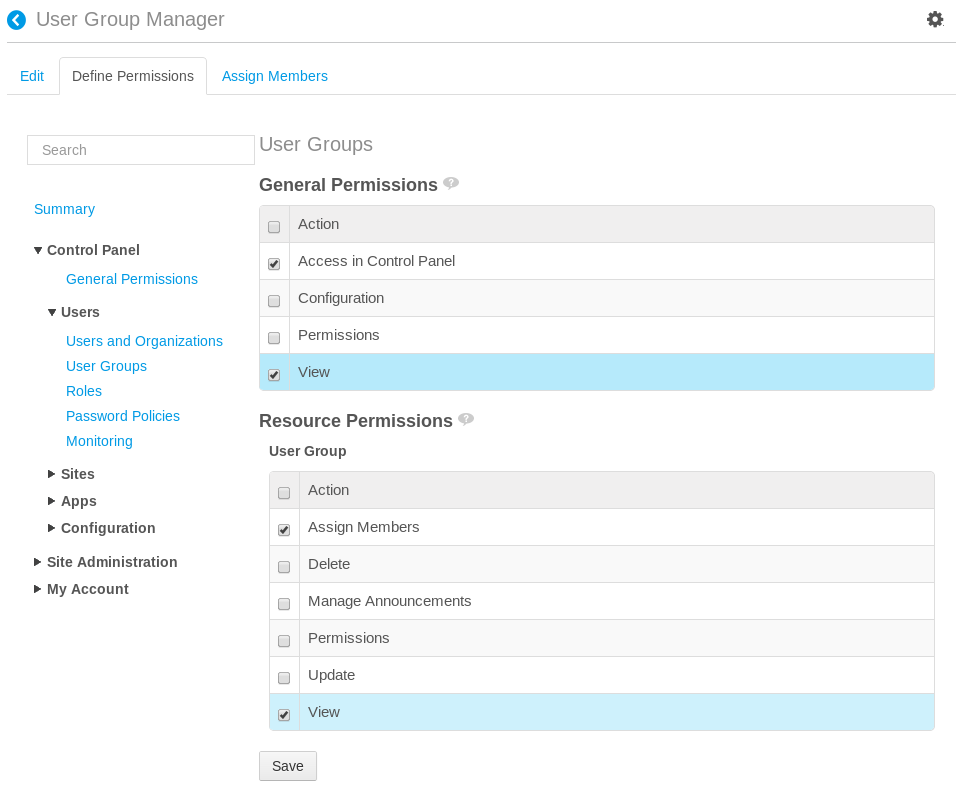 User Group Manager
Edit
Define Permissions
Assign Members
Search
Summary
Control Panel
General Permissions
Users
Users and Organizations
User Groups
Roles
Password Policies
Monitoring
Sites
Apps
Configuration
Site Administration
My Account
User Groups
General Permissions ?
Action
Access in Control Panel
Configuration
Permissions
View
Resource Permissions ?
User Group
Action
Assign Members
Delete
Manage Announcements
Permissions
Update
View
Save